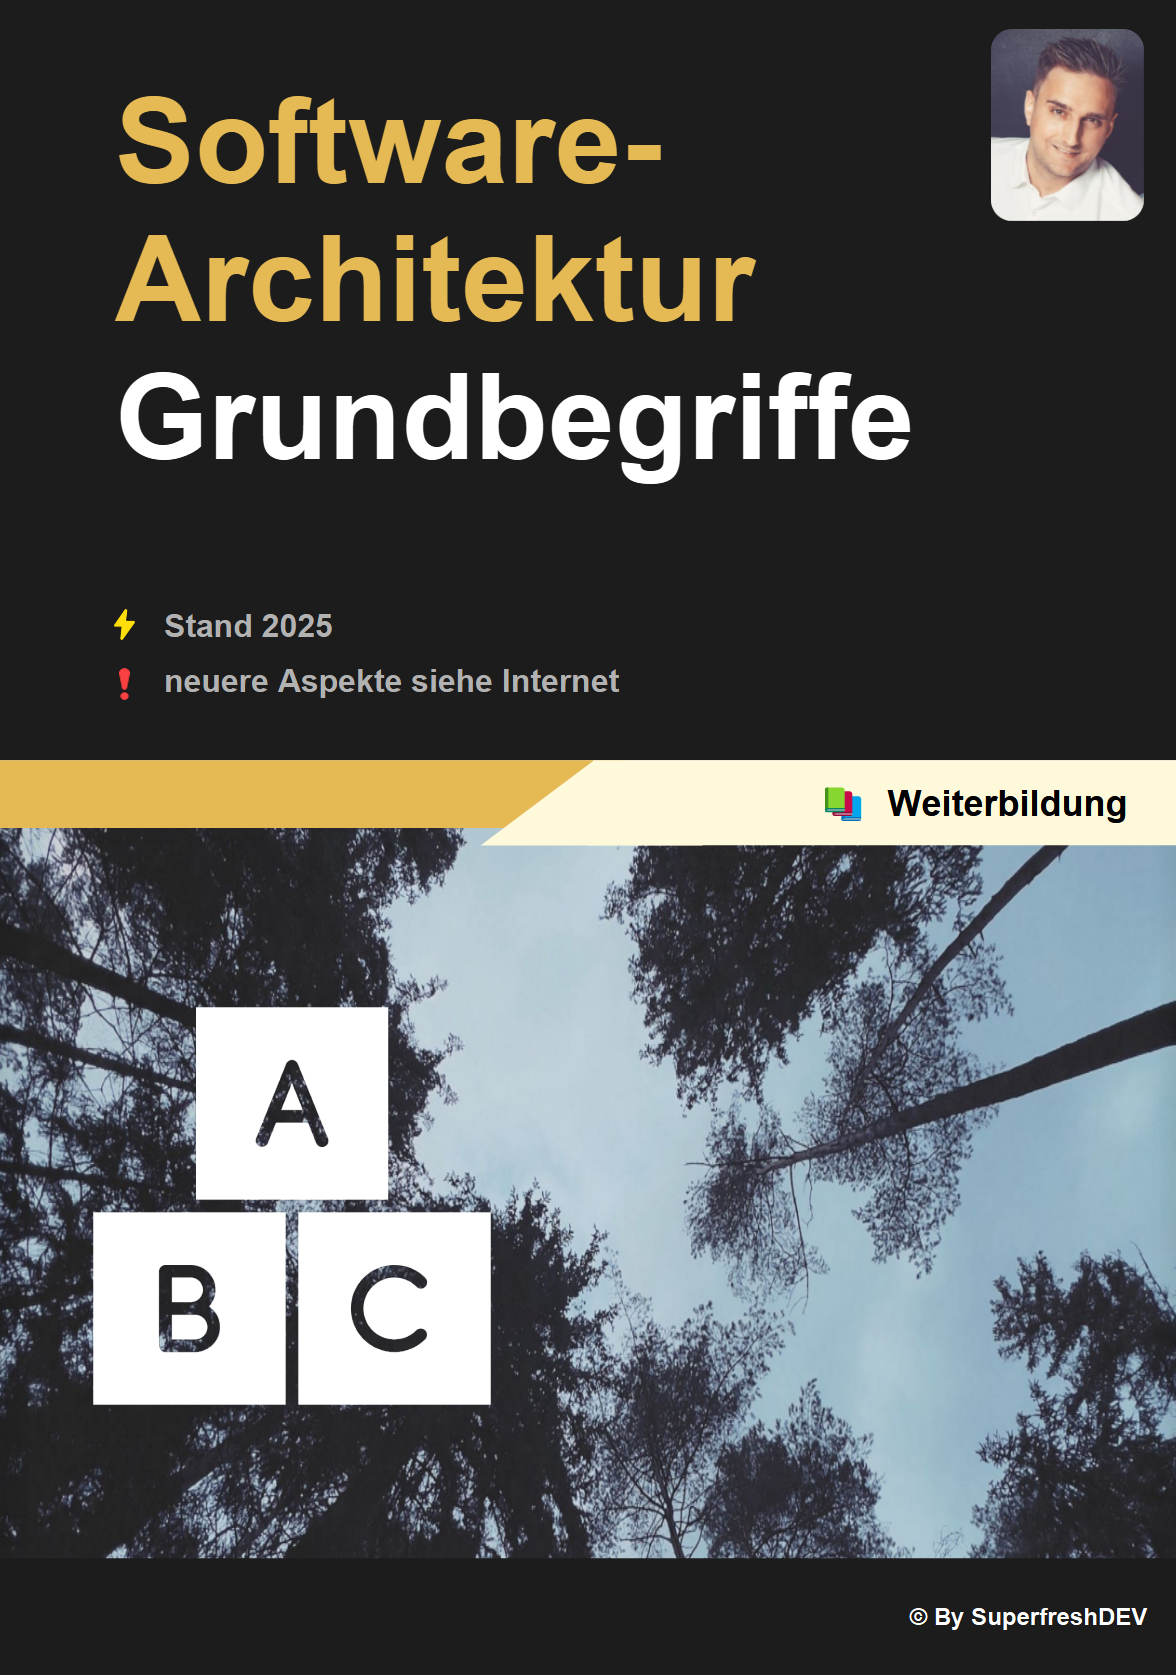 Software-
Architektur
Grundbegriffe
Stand 2025
neuere Aspekte siehe Internet
Weiterbildung
A
B C
© By SuperfreshDEV